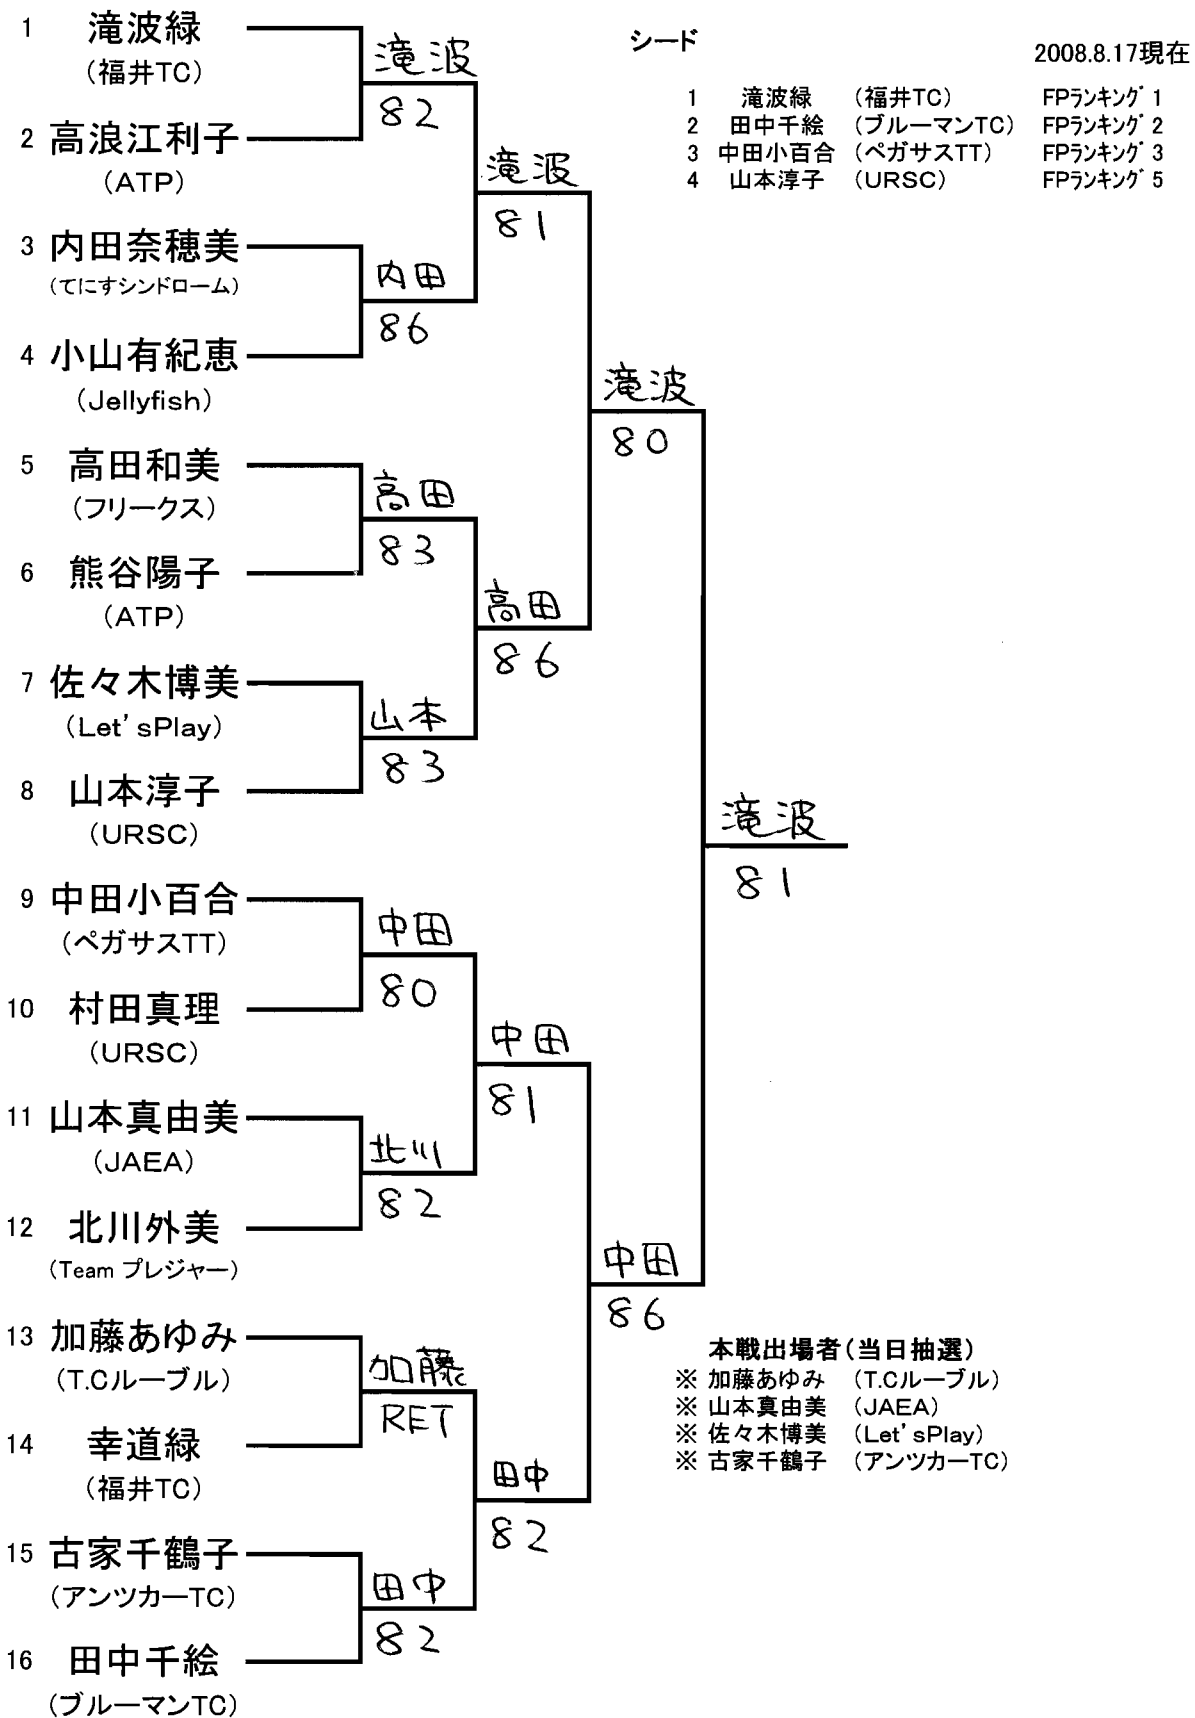 シード
2008.8.17現在
1 滝波緑 (福井TC) FPランキング 1
2 田中千絵 (ブルーマンTC) FPランキング 2
3 中田小百合 (ペガサスTT) FPランキング 3
4 山本淳子 (URSC) FPランキング 5
1 滝波緑
(福井TC)
滝波
82
2 高浪江利子
(ATP)
滝波
81
3 内田奈穂美
(てにすシンドローム)
内田
86
4 小山有紀恵
(Jellyfish)
滝波
80
5 高田和美
(フリークス)
高田
83
6 熊谷陽子
(ATP)
高田
86
7 佐々木博美
(Let'sPlay)
山本
83
8 山本淳子
(URSC)
滝波
81
9 中田小百合
(ペガサスTT)
中田
80
10 村田真理
(URSC)
中田
81
11 山本真由美
(JAEA)
北川
82
12 北川外美
(Team プレジャー)
中田
86
13 加藤あゆみ
(T.Cルーブル)
加藤
RET
14 幸道緑
(福井TC)
田中
82
15 古家千鶴子
(アンツカーTC)
田中
82
16 田中千絵
(ブルーマンTC)
本戦出場者(当日抽選)
※ 加藤あゆみ (T.Cルーブル)
※ 山本真由美 (JAEA)
※ 佐々木博美 (Let'sPlay)
※ 古家千鶴子 (アンツカーTC)